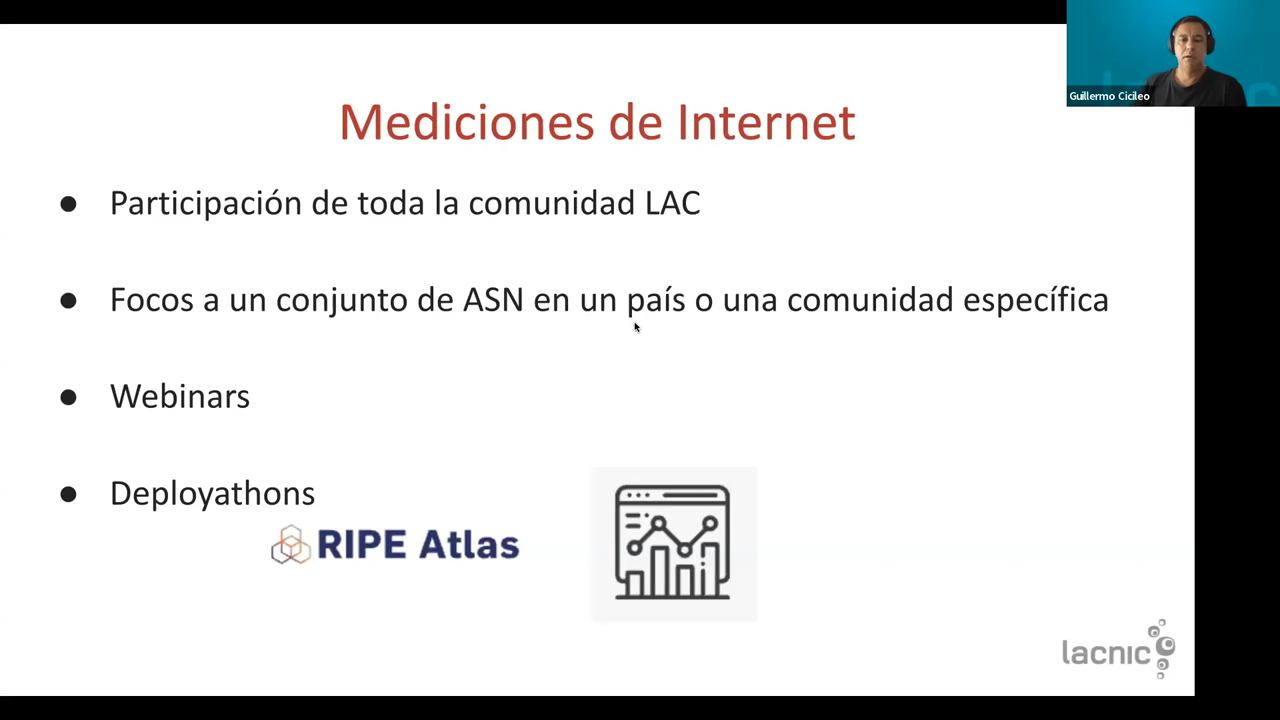 Guillermo Cicileo
Mediciones de Internet
● Participación de toda la comunidad LAC
● Focos a un conjunto de ASN en un país o una comunidad específica
● Webinars
● Deployathons
RIPE Atlas
lacnic